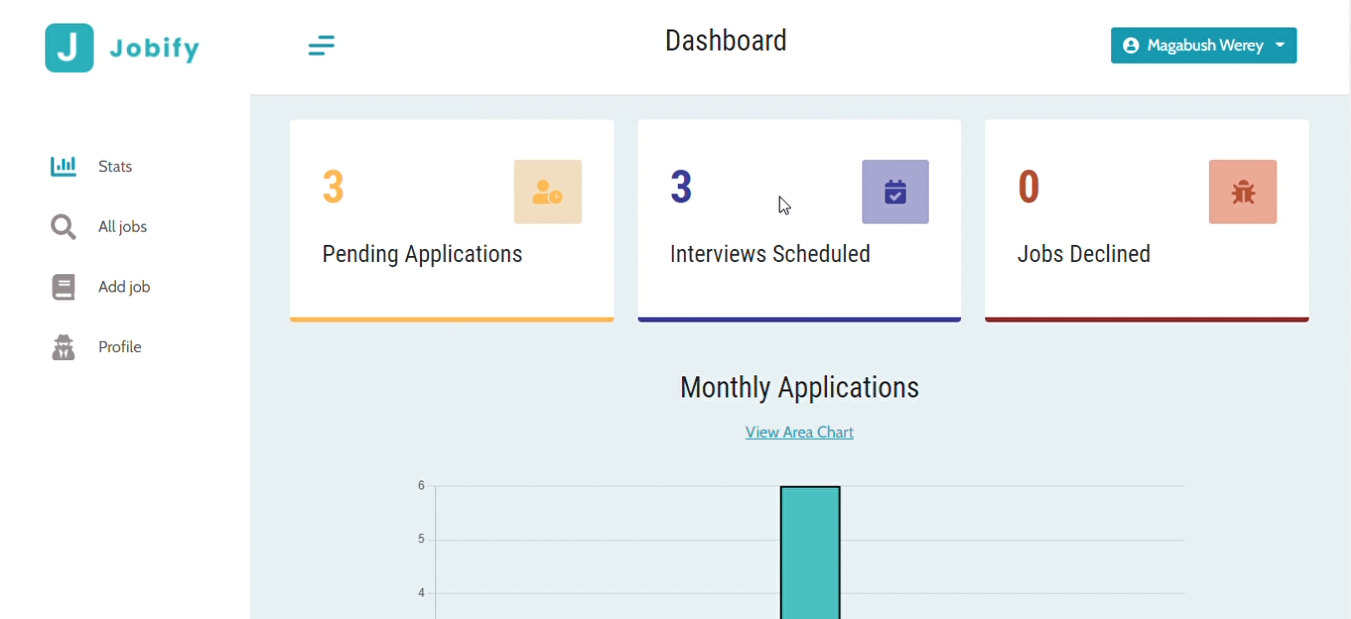 J Jobify
Dashboard
Magabush Werey
Stats
All jobs
Add job
Profile
3
Pending Applications
3
Interviews Scheduled
0
Jobs Declined
Monthly Applications
View Area Chart
6
5
4